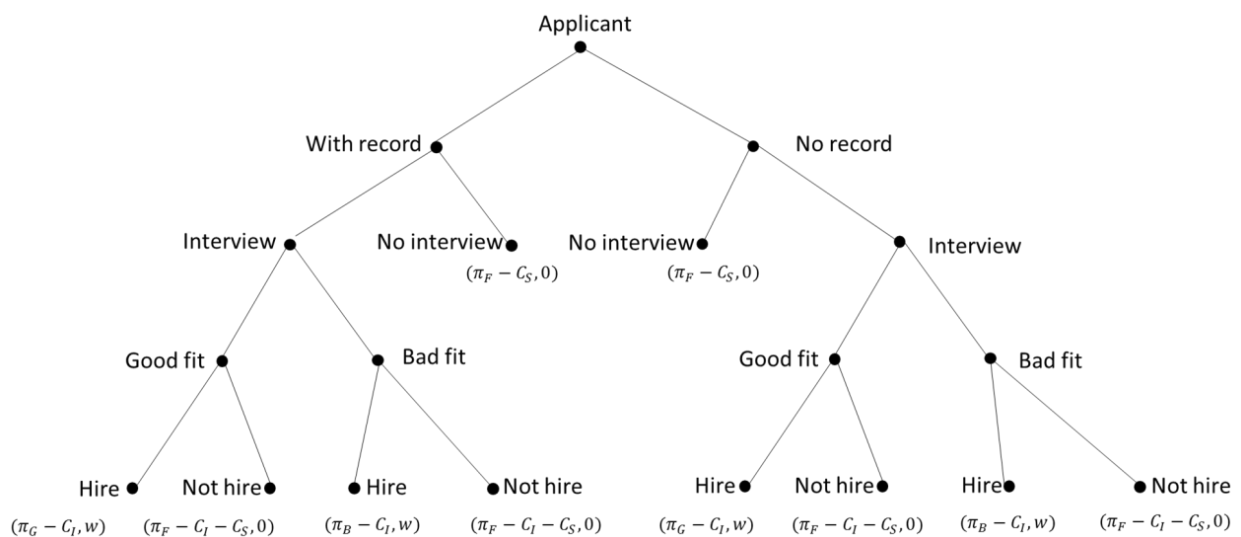 Applicant
With record
No record
Interview
No interview
No interview
Interview
(π_F − C_S, 0)
(π_F − C_S, 0)
Good fit
Bad fit
Good fit
Bad fit
Hire
Not hire
Hire
Not hire
Hire
Not hire
Hire
Not hire
(π_G − C_I, w)
(π_F − C_I − C_S, 0)
(π_B − C_I, w)
(π_F − C_I − C_S, 0)
(π_G − C_I, w)
(π_F − C_I − C_S, 0)
(π_B − C_I, w)
(π_F − C_I − C_S, 0)